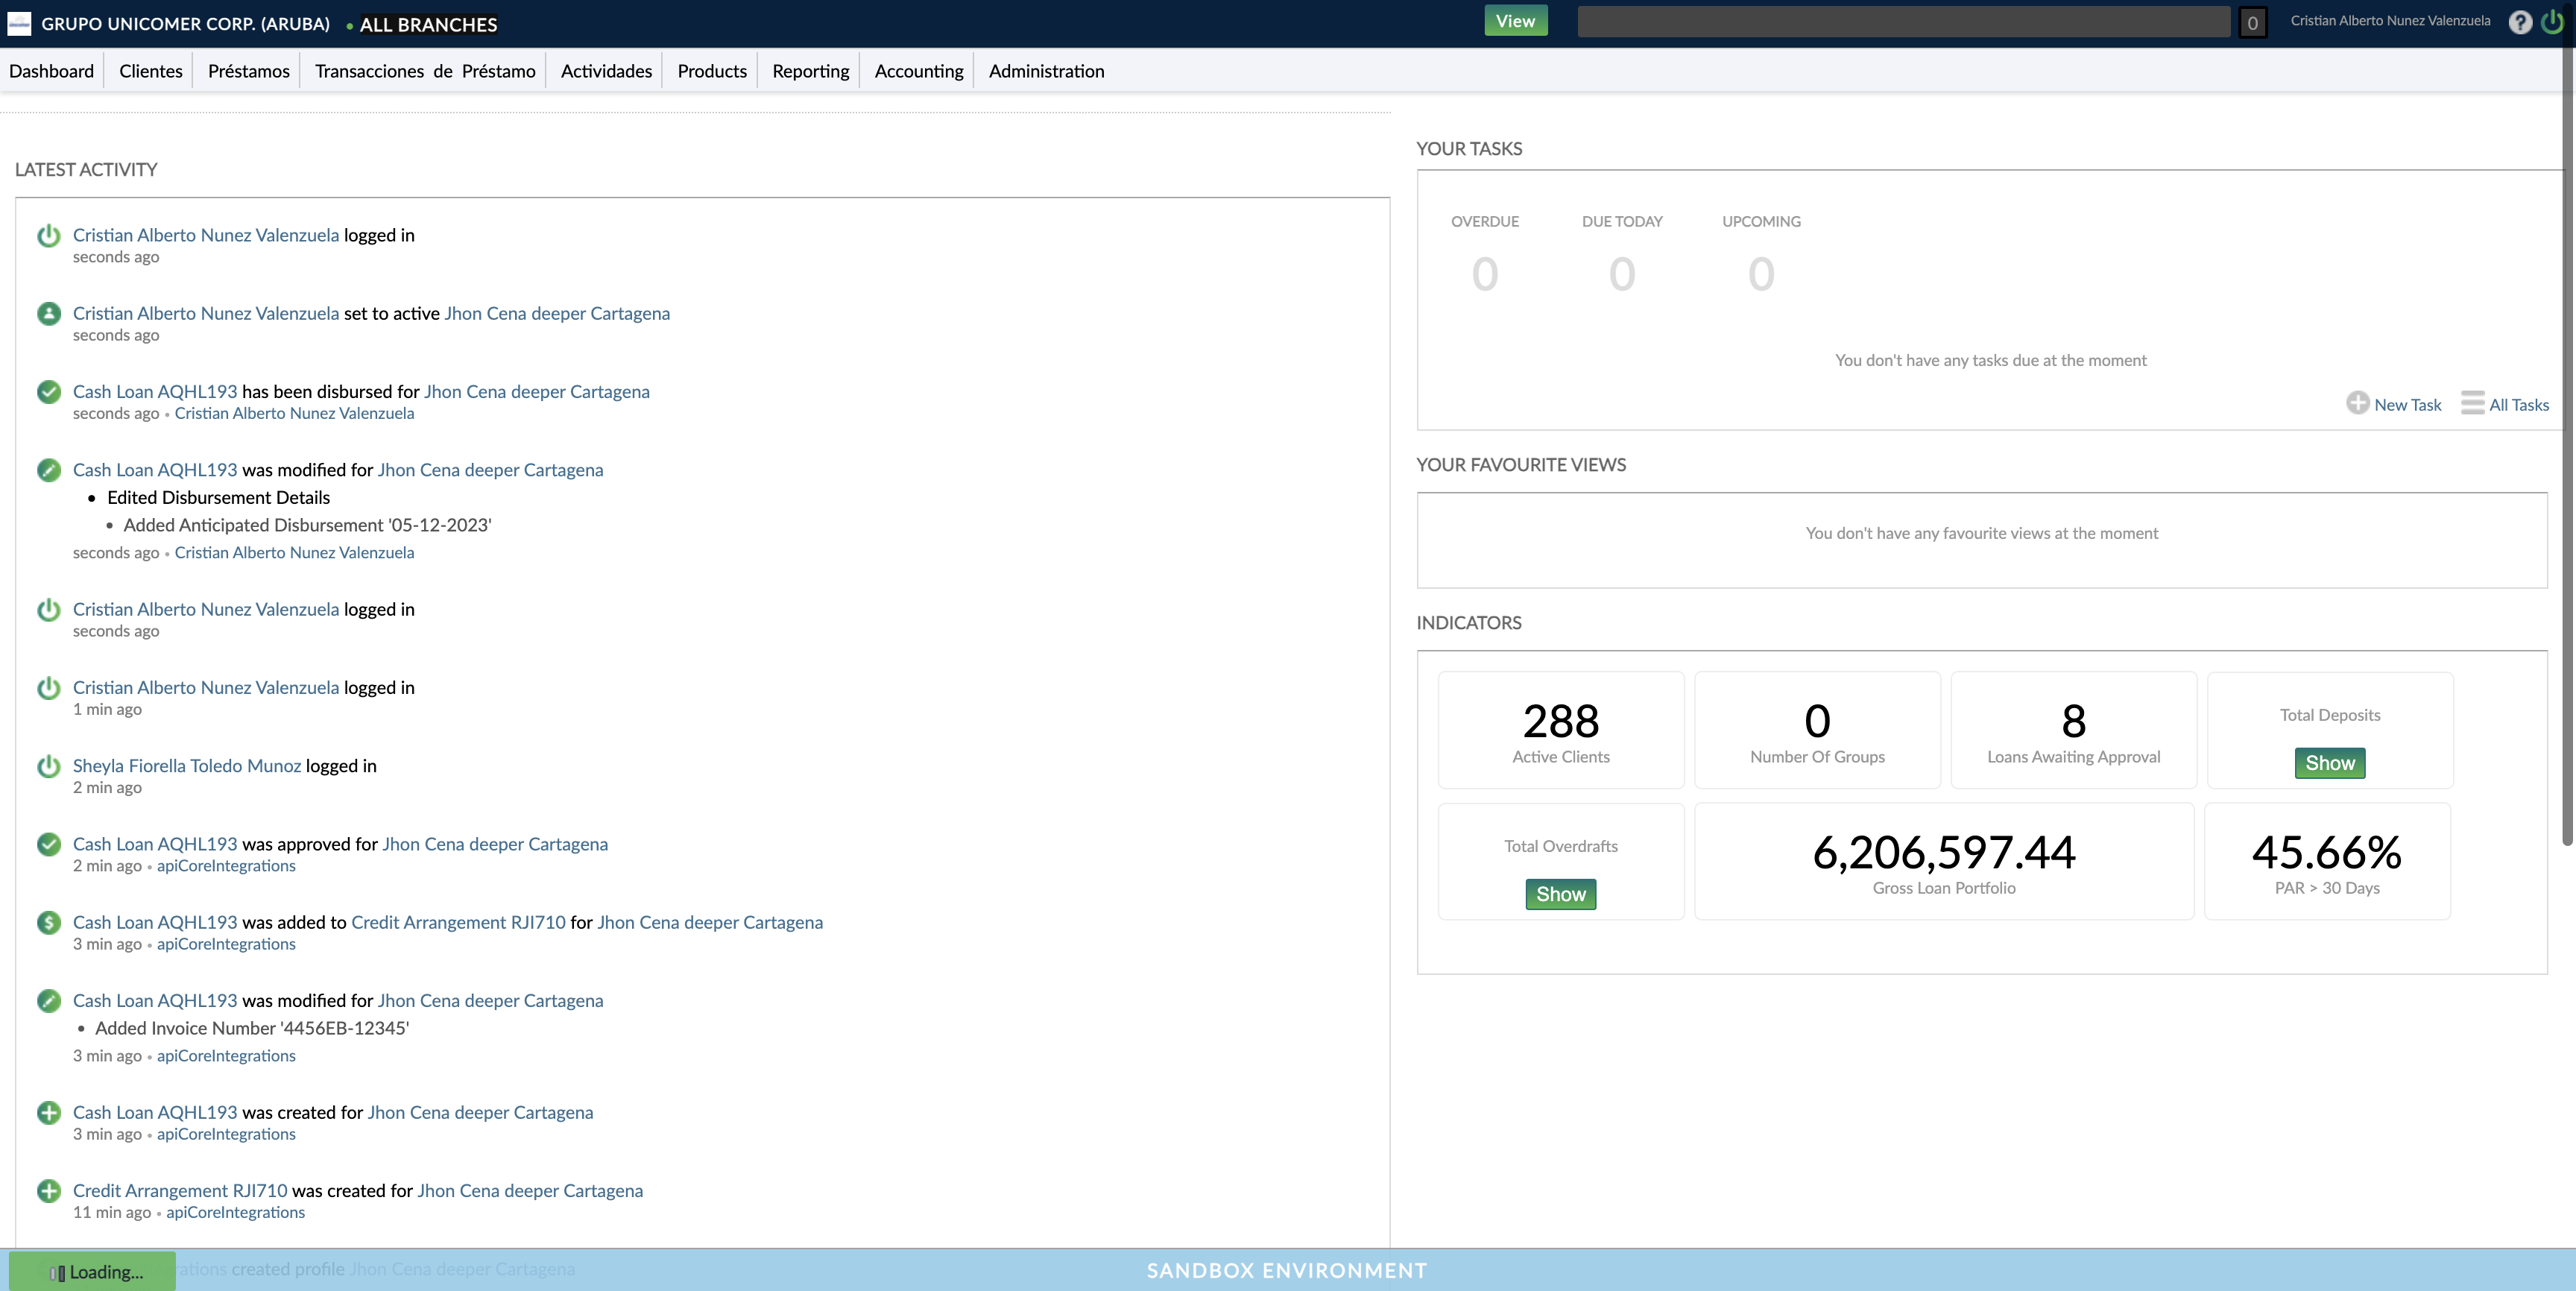 GRUPO UNICOMER CORP. (ARUBA) • ALL BRANCHES
View
0
Cristian Alberto Nunez Valenzuela
?
Dashboard Clientes Préstamos Transacciones de Préstamo Actividades Products Reporting Accounting Administration
LATEST ACTIVITY
Cristian Alberto Nunez Valenzuela logged in
seconds ago
Cristian Alberto Nunez Valenzuela set to active Jhon Cena deeper Cartagena
seconds ago
Cash Loan AQHL193 has been disbursed for Jhon Cena deeper Cartagena
seconds ago • Cristian Alberto Nunez Valenzuela
Cash Loan AQHL193 was modified for Jhon Cena deeper Cartagena
• Edited Disbursement Details
• Added Anticipated Disbursement '05-12-2023'
seconds ago • Cristian Alberto Nunez Valenzuela
Cristian Alberto Nunez Valenzuela logged in
seconds ago
Cristian Alberto Nunez Valenzuela logged in
1 min ago
Sheyla Fiorella Toledo Munoz logged in
2 min ago
Cash Loan AQHL193 was approved for Jhon Cena deeper Cartagena
2 min ago • apiCoreIntegrations
Cash Loan AQHL193 was added to Credit Arrangement RJI710 for Jhon Cena deeper Cartagena
3 min ago • apiCoreIntegrations
Cash Loan AQHL193 was modified for Jhon Cena deeper Cartagena
• Added Invoice Number '4456EB-12345'
3 min ago • apiCoreIntegrations
Cash Loan AQHL193 was created for Jhon Cena deeper Cartagena
3 min ago • apiCoreIntegrations
Credit Arrangement RJI710 was created for Jhon Cena deeper Cartagena
11 min ago • apiCoreIntegrations
YOUR TASKS
OVERDUE DUE TODAY UPCOMING
0 0 0
You don't have any tasks due at the moment
New Task All Tasks
YOUR FAVOURITE VIEWS
You don't have any favourite views at the moment
INDICATORS
288
Active Clients
0
Number Of Groups
8
Loans Awaiting Approval
Total Deposits
Show
Total Overdrafts
Show
6,206,597.44
Gross Loan Portfolio
45.66%
PAR > 30 Days
Loading...
rations created profile Jhon Cena deeper Cartagena
SANDBOX ENVIRONMENT